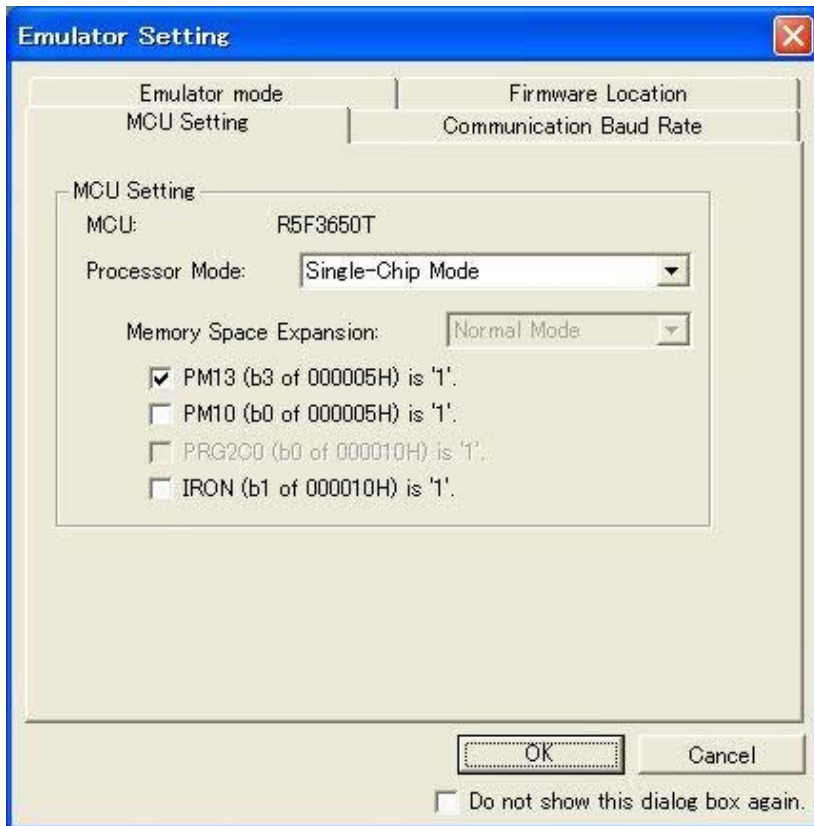 Emulator Setting
Emulator mode
Firmware Location
MCU Setting
Communication Baud Rate
MCU Setting
MCU: R5F3650T
Processor Mode: Single-Chip Mode
Memory Space Expansion: Normal Mode
PM13 (b3 of 000005H) is '1'.
PM10 (b0 of 000005H) is '1'.
PRG2C0 (b0 of 000010H) is '1'.
IRON (b1 of 000010H) is '1'.
OK
Cancel
Do not show this dialog box again.